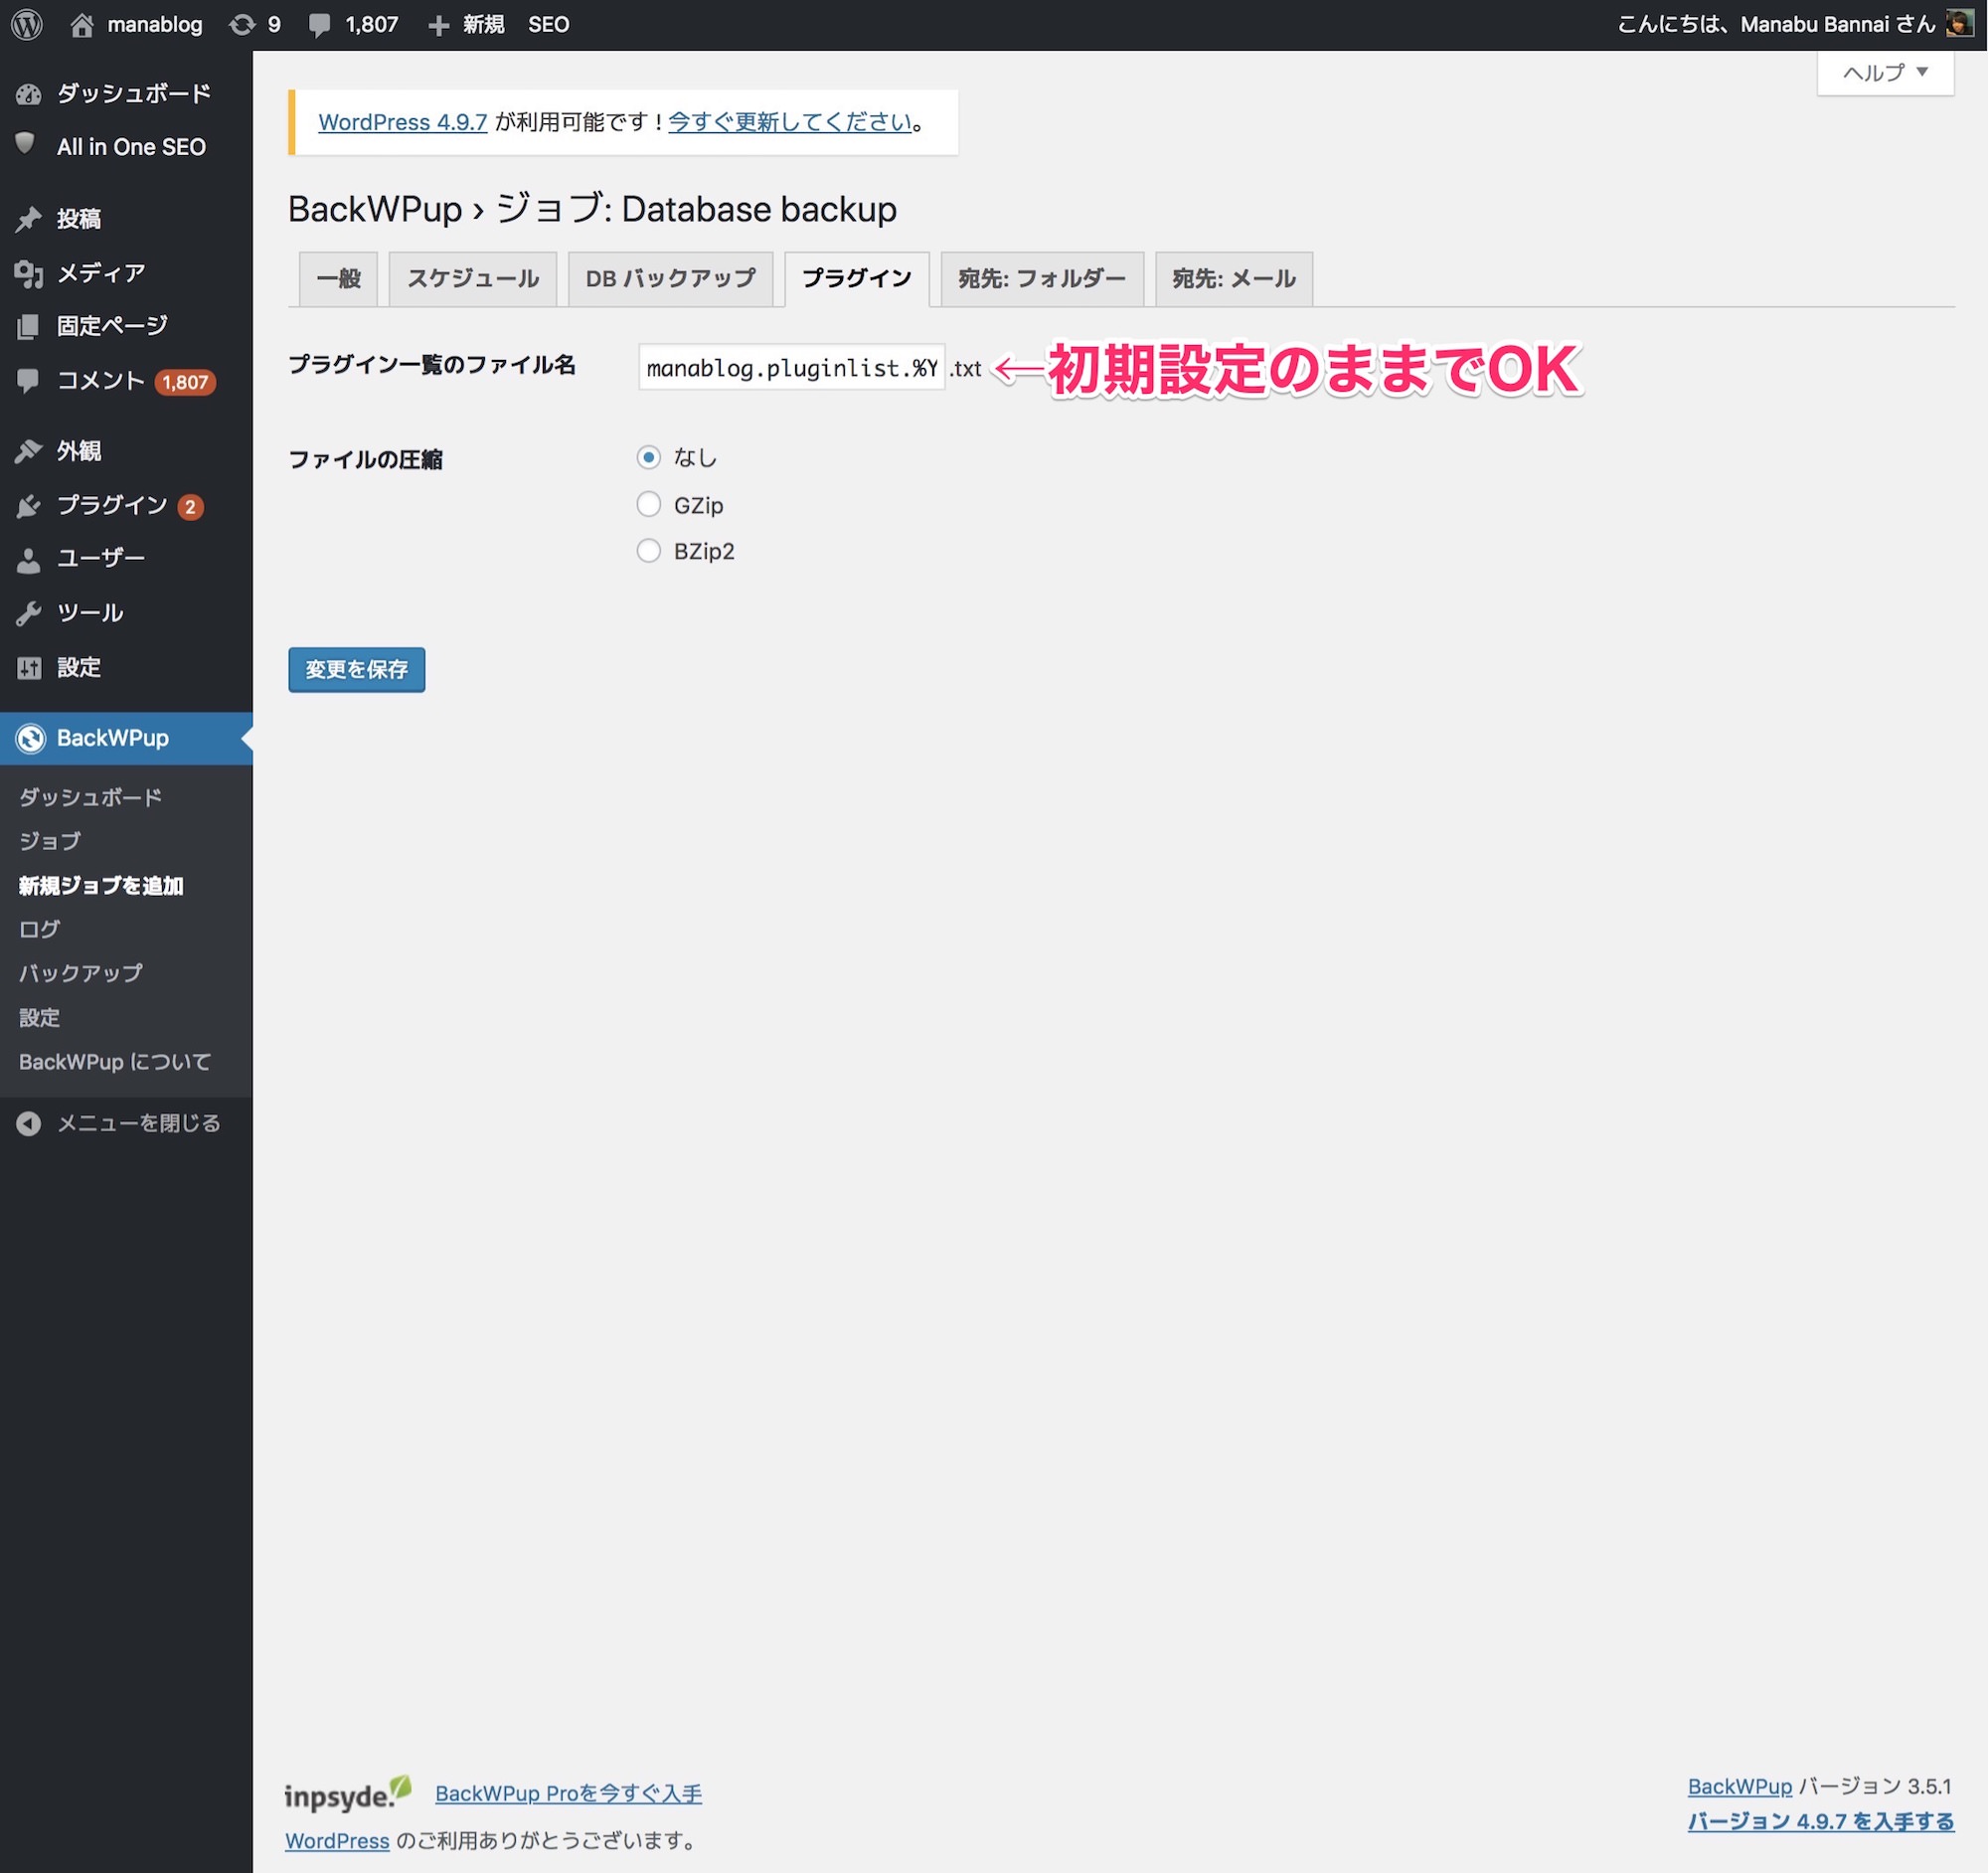 manablog 9 1,807 新規 SEO こんにちは、Manabu Bannai さん
ヘルプ ▼
ダッシュボード
All in One SEO
投稿
メディア
固定ページ
コメント 1,807
外観
プラグイン 2
ユーザー
ツール
設定
BackWPup
ダッシュボード
ジョブ
新規ジョブを追加
ログ
バックアップ
設定
BackWPup について
メニューを閉じる
WordPress 4.9.7 が利用可能です ! 今すぐ更新してください。
BackWPup › ジョブ: Database backup
一般 スケジュール DB バックアップ プラグイン 宛先: フォルダー 宛先: メール
プラグイン一覧のファイル名 manablog.pluginlist.%Y .txt ←初期設定のままでOK
ファイルの圧縮 なし
GZip
BZip2
変更を保存
inpsyde. BackWPup Proを今すぐ入手
WordPress のご利用ありがとうございます。
BackWPup バージョン 3.5.1
バージョン 4.9.7 を入手する